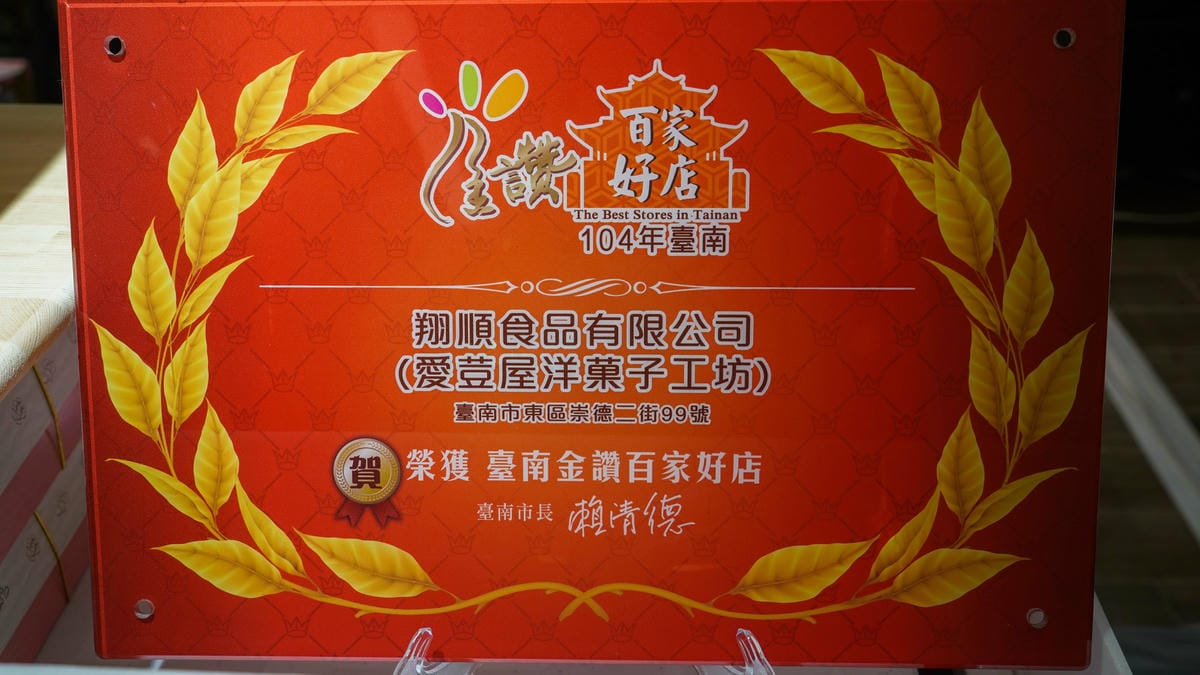 金讚
百家
"好店"
The Best Stores in Tainan
104年臺南
翔順食品有限公司
(愛荳屋洋菓子工坊)
臺南市東區崇德二街99號
賀 榮獲 臺南金讚百家好店
臺南市長 賴清德